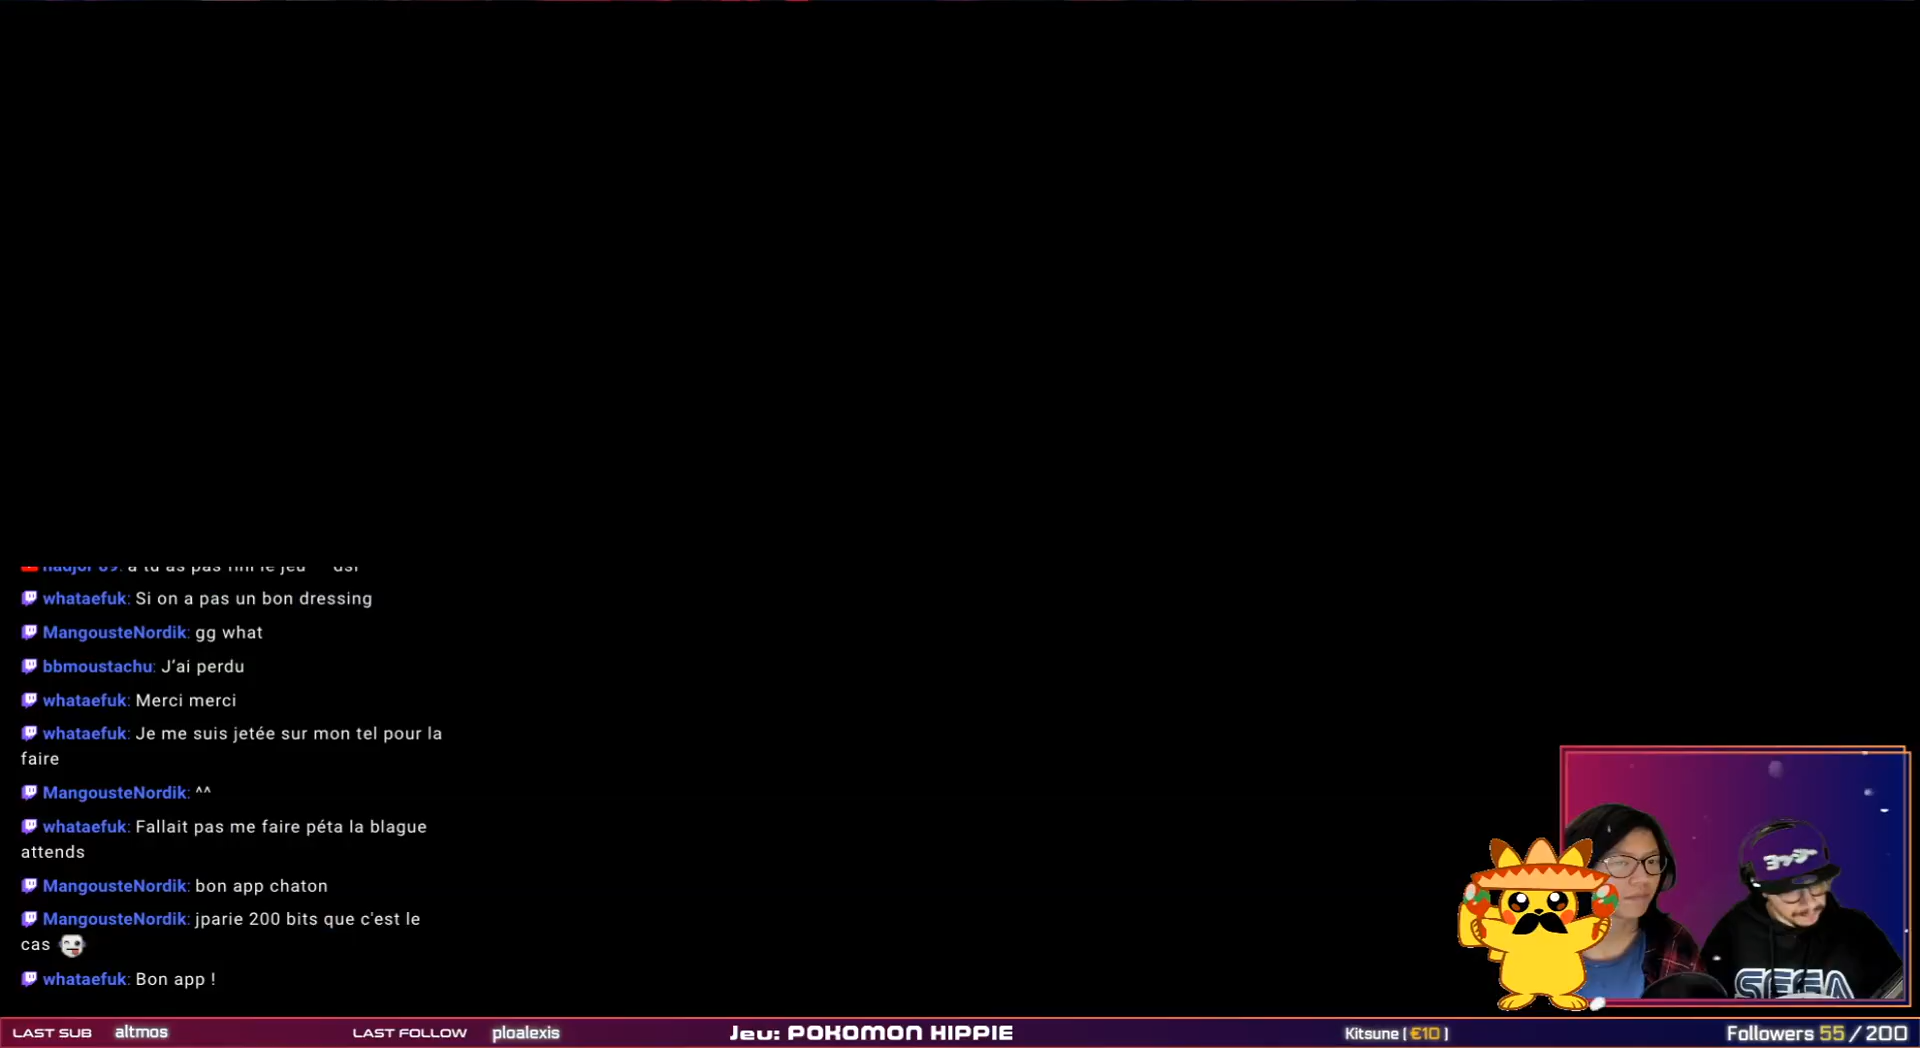 whataefuk: Si on a pas un bon dressing
MangousteNordik: gg what
bbmoustachu: J’ai perdu
whataefuk: Merci merci
whataefuk: Je me suis jetée sur mon tel pour la
faire
MangousteNordik: ^^
whataefuk: Fallait pas me faire péta la blague
attends
MangousteNordik: bon app chaton
MangousteNordik: jparie 200 bits que c'est le
cas
whataefuk: Bon app !
SEGA
LAST SUB altmos LAST FOLLOW ploalexis Jeu: POKOMON HIPPIE Kitsune [ €10 ] Followers 55 / 200